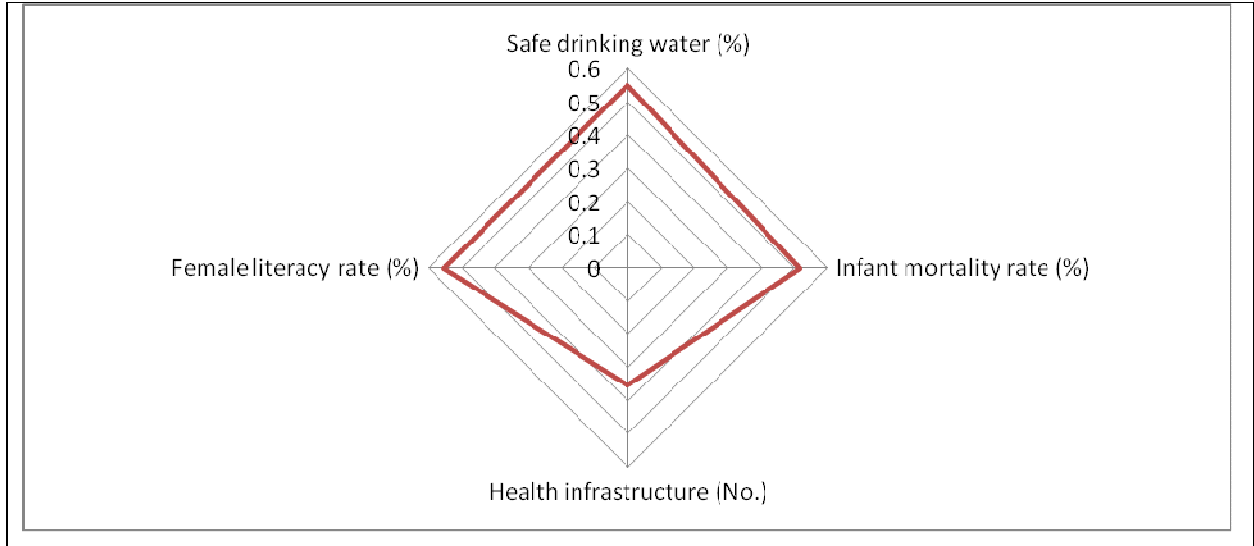 Safe drinking water (%)
0.6
0.5
0.4
0.3
0.2
0.1
0
Female literacy rate (%)
Infant mortality rate (%)
Health infrastructure (No.)